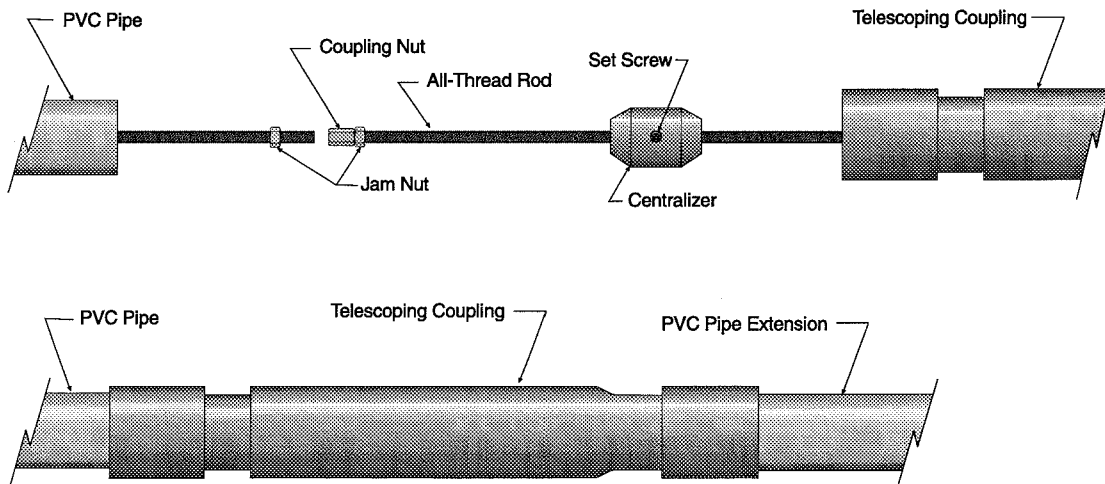 PVC Pipe
Telescoping Coupling
Coupling Nut
Set Screw
All-Thread Rod
Jam Nut
Centralizer
PVC Pipe
Telescoping Coupling
PVC Pipe Extension